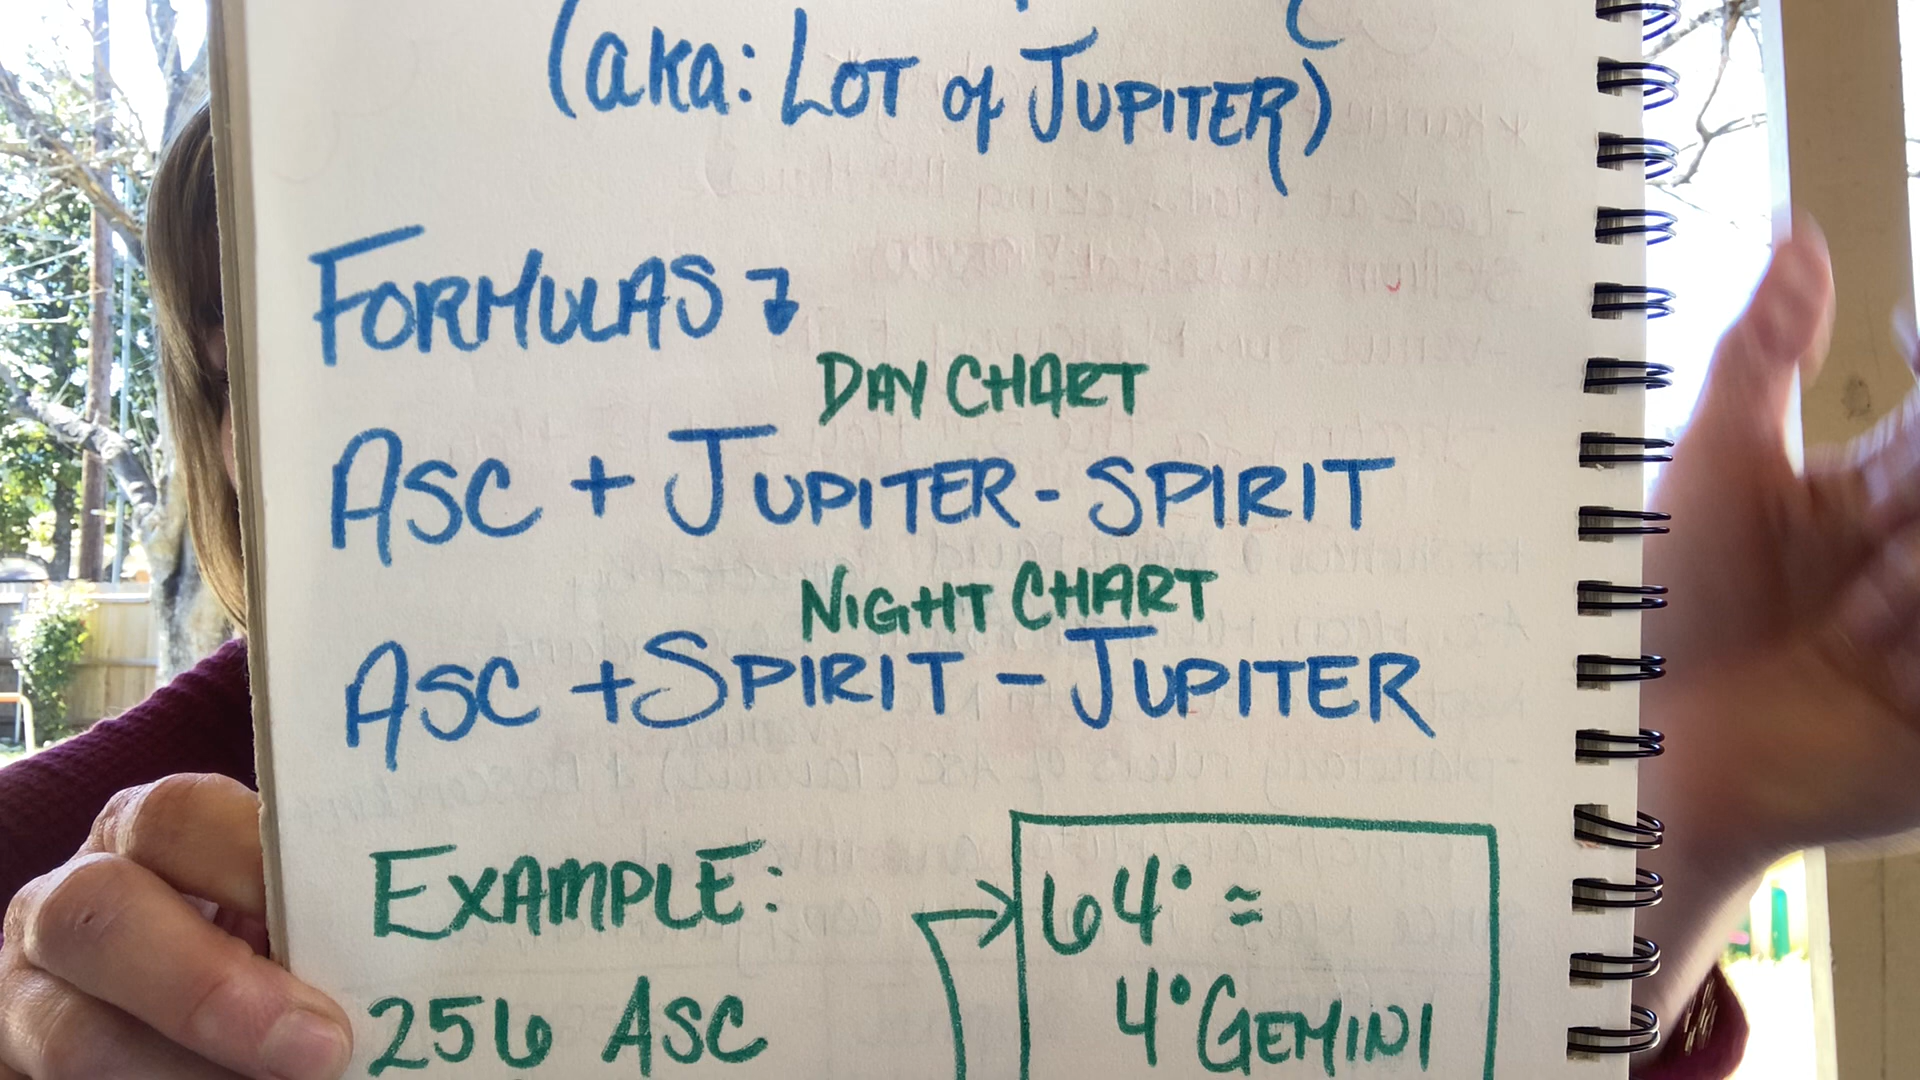 (aka: LOT of JUPITER)
FORMULAS
DAY CHART
ASC + JUPITER - SPIRIT
NIGHT CHART
ASC + SPIRIT - JUPITER
EXAMPLE:
64° ≈
4° GEMINI
256 ASC